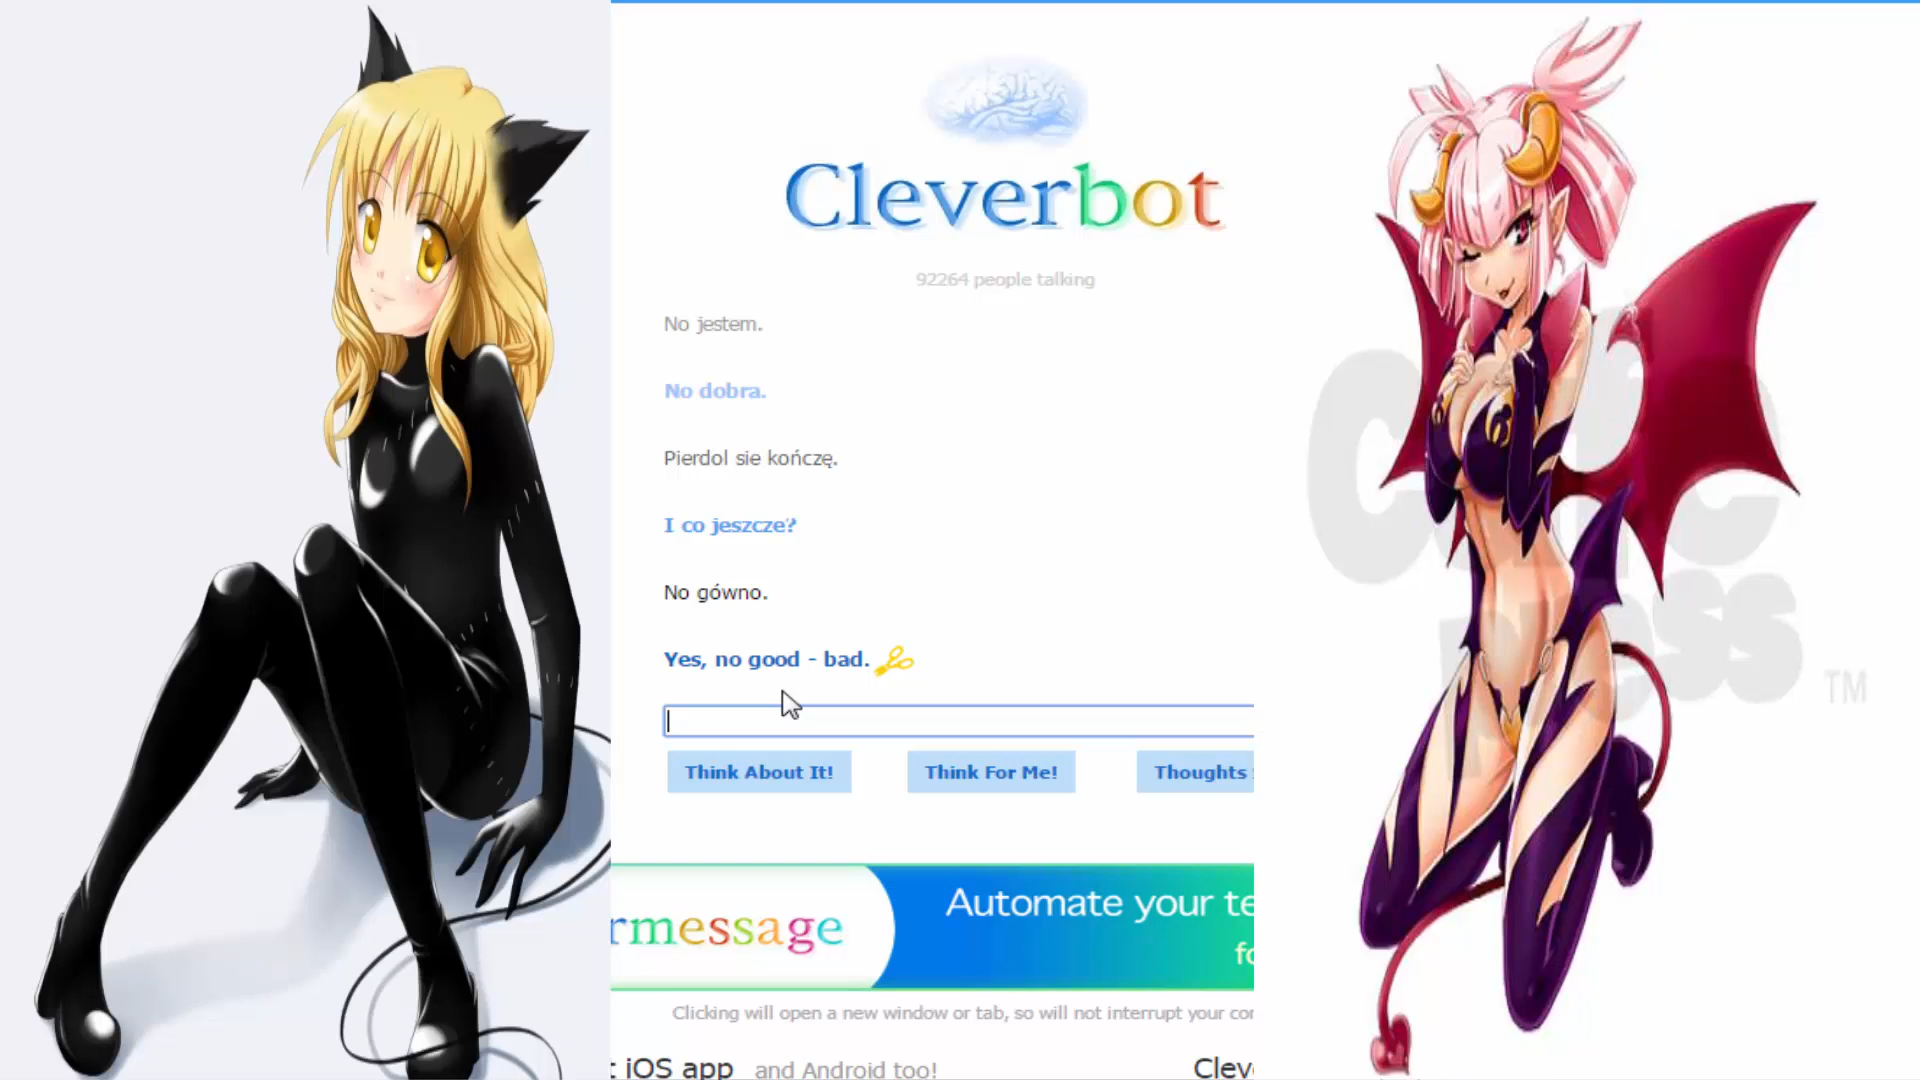 Cleverbot
92264 people talking
No jestem.
No dobra.
Pierdol sie kończę.
I co jeszcze?
No gówno.
Yes, no good - bad.
Think About It!
Think For Me!
Thoughts
rmessage
Automate your te
fo
Clicking will open a new window or tab, so will not interrupt your con
iOS app and Android too!
Clev
TM